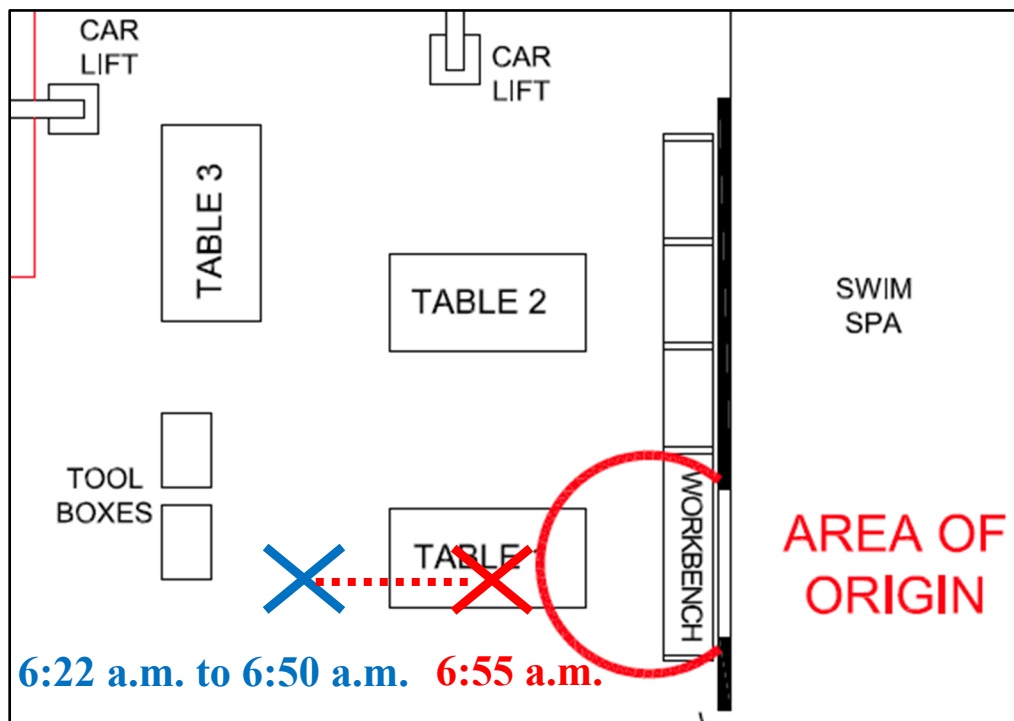 CAR
LIFT
CAR
LIFT
TABLE 3
TABLE 2
SWIM
SPA
TOOL
BOXES
TABLE
WORKBENCH
AREA OF
ORIGIN
6:22 a.m. to 6:50 a.m.
6:55 a.m.